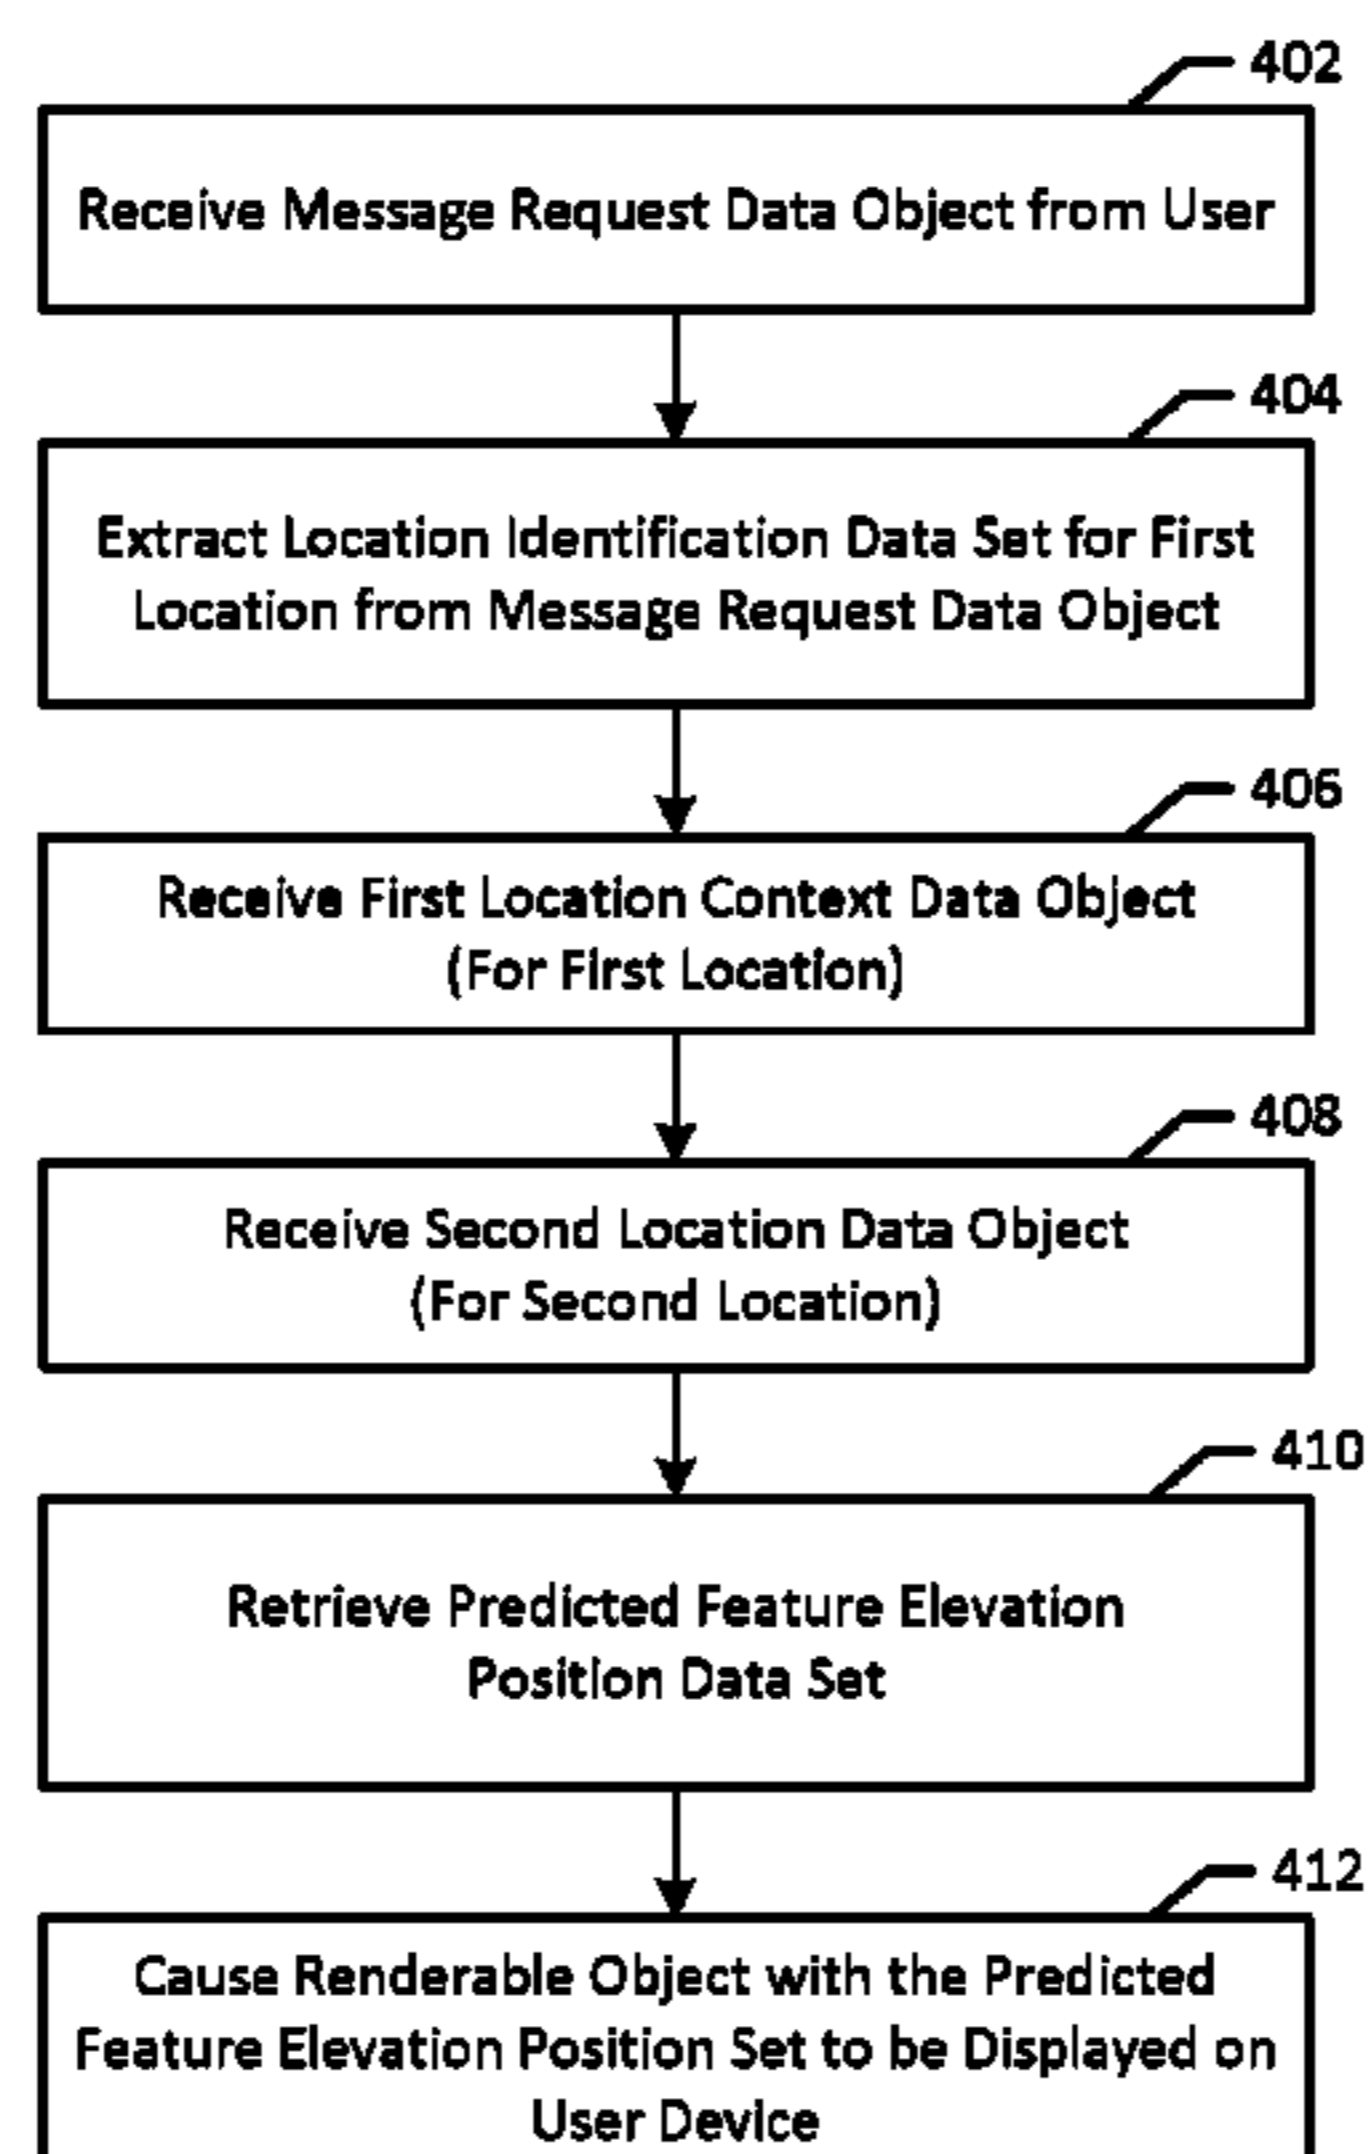 402
Receive Message Request Data Object from User
404
Extract Location Identification Data Set for First
Location from Message Request Data Object
406
Receive First Location Context Data Object
(For First Location)
408
Receive Second Location Data Object
(For Second Location)
410
Retrieve Predicted Feature Elevation
Position Data Set
412
Cause Renderable Object with the Predicted
Feature Elevation Position Set to be Displayed on
User Device